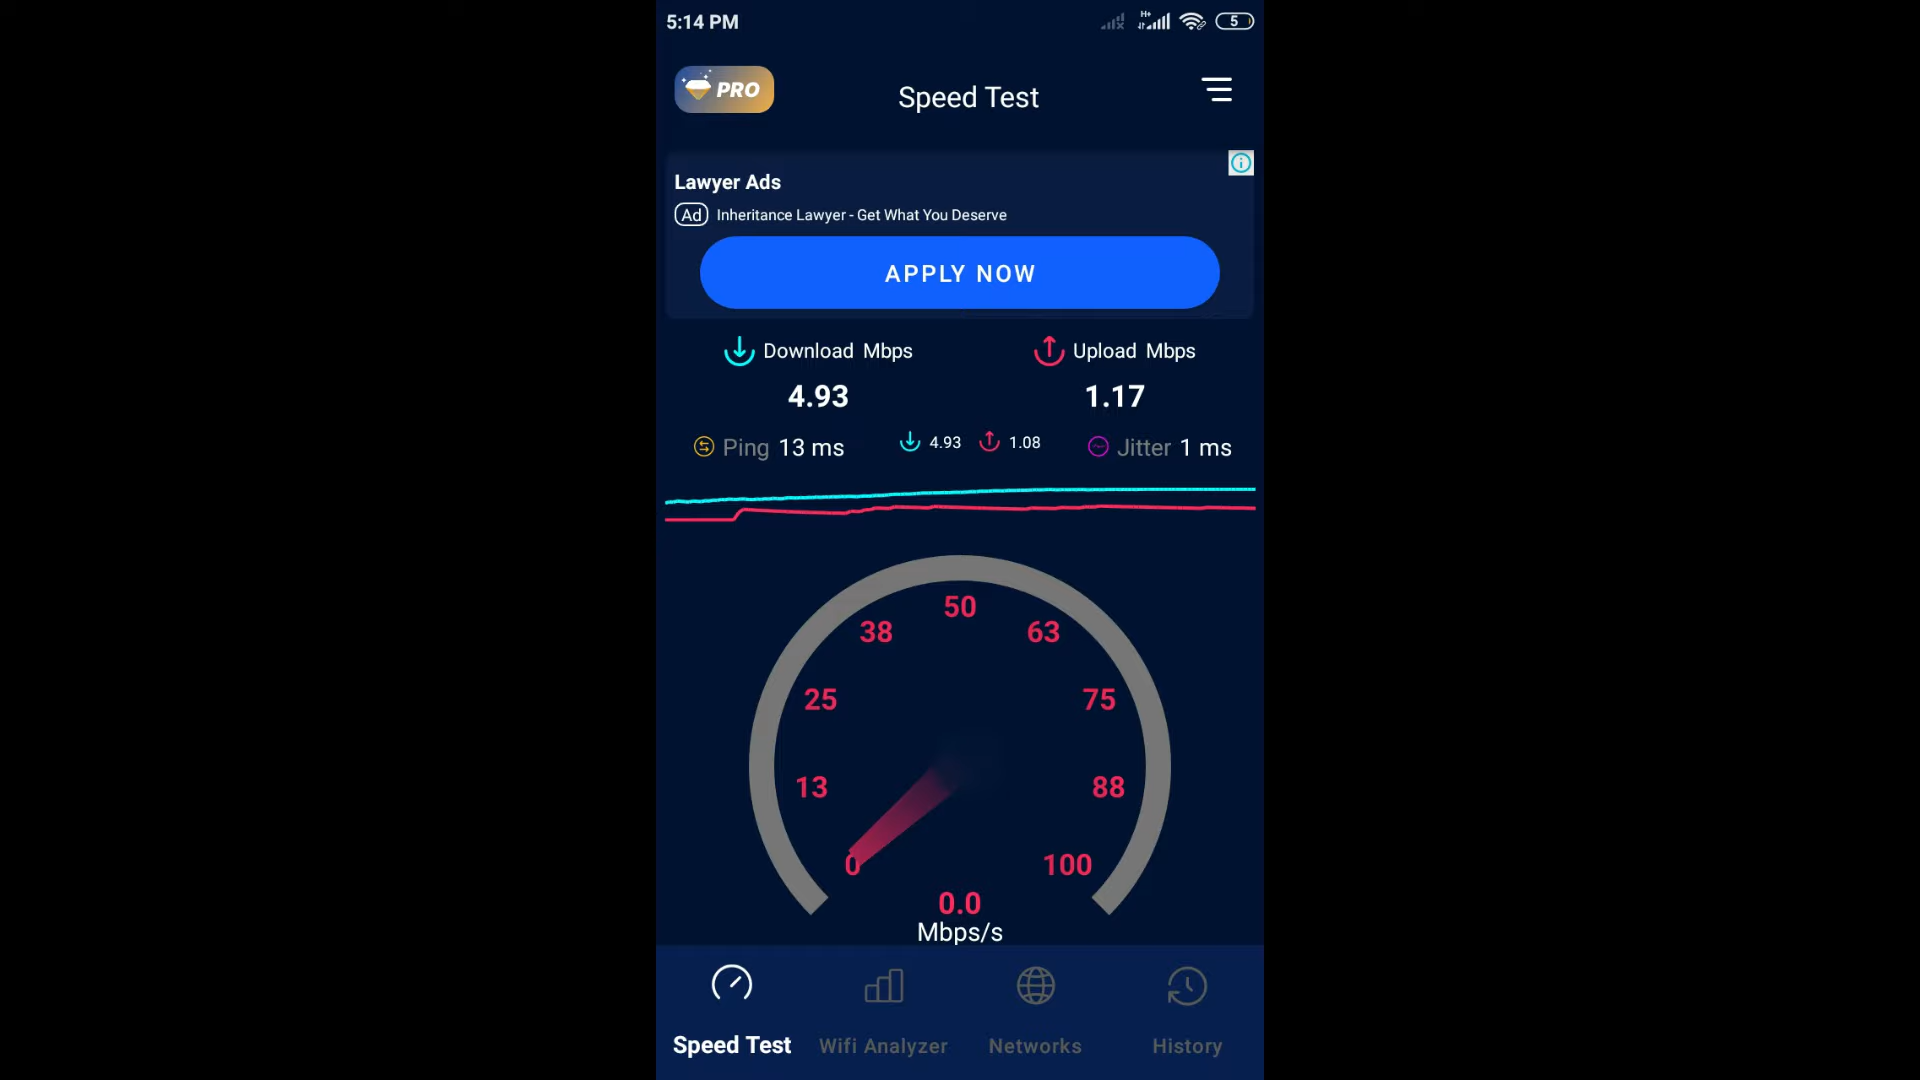 5:14 PM
H+
5
PRO
Speed Test
Lawyer Ads
Ad Inheritance Lawyer - Get What You Deserve
APPLY NOW
Download Mbps
4.93
Upload Mbps
1.17
Ping 13 ms
4.93 1.08
Jitter 1 ms
50
38 63
25 75
13 88
0 100
0.0
Mbps/s
Speed Test Wifi Analyzer Networks History